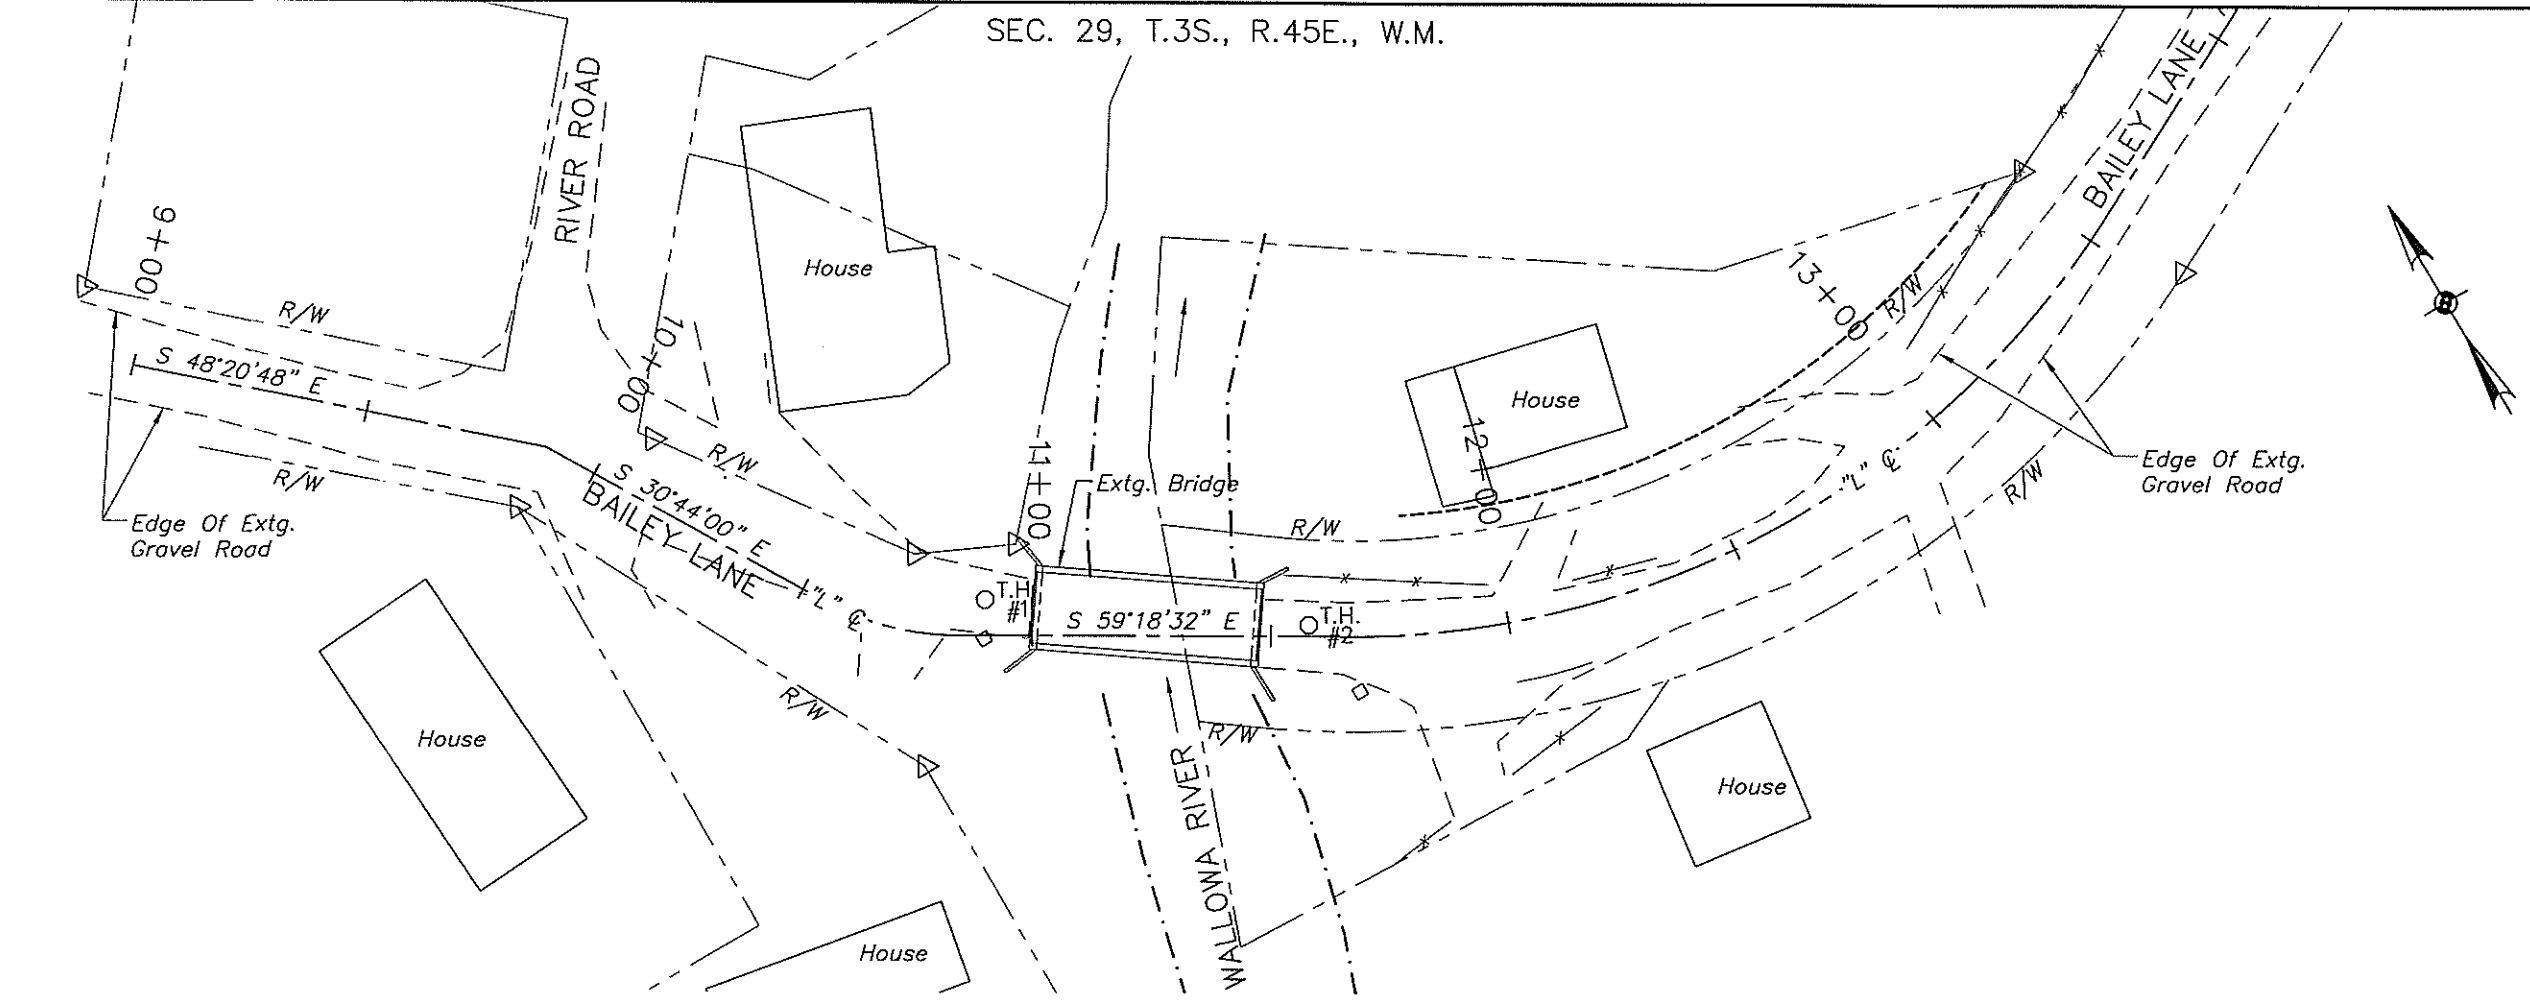 SEC. 29, T.3S., R.45E., W.M.
RIVER ROAD
BAILEY LANE
9+00
R/W
House
10+00
13+00
R/W
S 48°20'48" E
House
R/W
R/W
11+00
Extg. Bridge
12+00
"L" ℄
Edge Of Extg.
Gravel Road
R/W
S 30°44'00" E
BAILEY LANE
Edge Of Extg.
Gravel Road
R/W
"L" ℄
T.H.
#1
S 59°18'32" E
T.H.
#2
R/W
R/W
House
WALLOWA RIVER
House
House